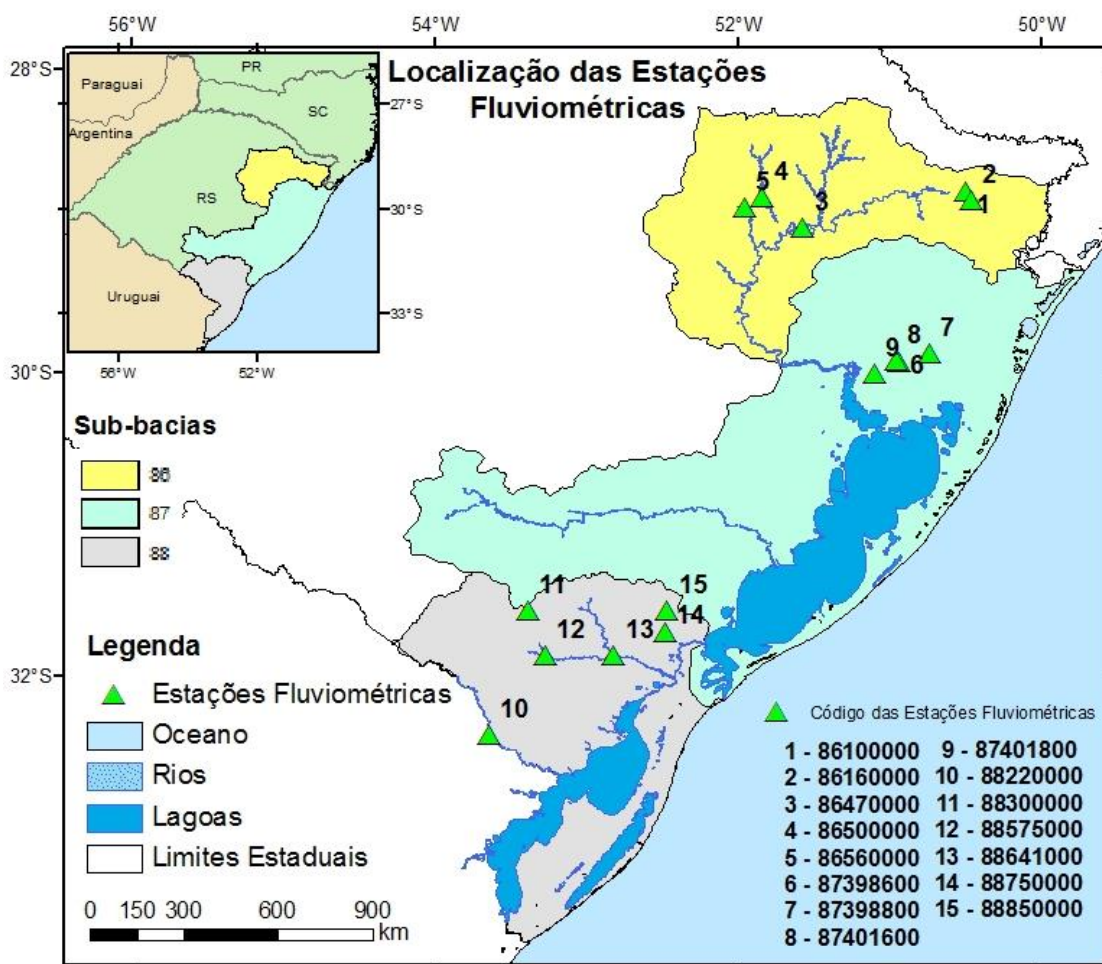 56°W 54°W 52°W 50°W
28°S
30°S
32°S
Localização das Estações
Fluviométricas
Paraguai
Argentina
Uruguai
PR
SC
RS
27°S
30°S
33°S
56°W 52°W
2
1
4
5
3
7
8
9
6
11
15
14
12
13
10
Sub-bacias
86
87
88
Legenda
Estações Fluviométricas
Oceano
Rios
Lagoas
Limites Estaduais
0 150 300 600 900
km
Código das Estações Fluviométricas
1 - 86100000
2 - 86160000
3 - 86470000
4 - 86500000
5 - 86560000
6 - 87398600
7 - 87398800
8 - 87401600
9 - 87401800
10 - 88220000
11 - 88300000
12 - 88575000
13 - 88641000
14 - 88750000
15 - 88850000